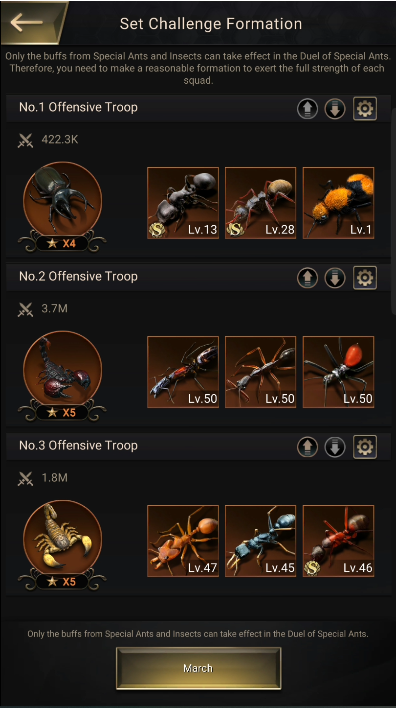 Set Challenge Formation
Only the buffs from Special Ants and Insects can take effect in the Duel of Special Ants.
Therefore, you need to make a reasonable formation to exert the full strength of each
squad.
No.1 Offensive Troop
422.3K
X4
Lv.13
Lv.28
Lv.1
No.2 Offensive Troop
3.7M
X5
Lv.50
Lv.50
Lv.50
No.3 Offensive Troop
1.8M
X5
Lv.47
Lv.45
Lv.46
Only the buffs from Special Ants and Insects can take effect in the Duel of Special Ants.
March